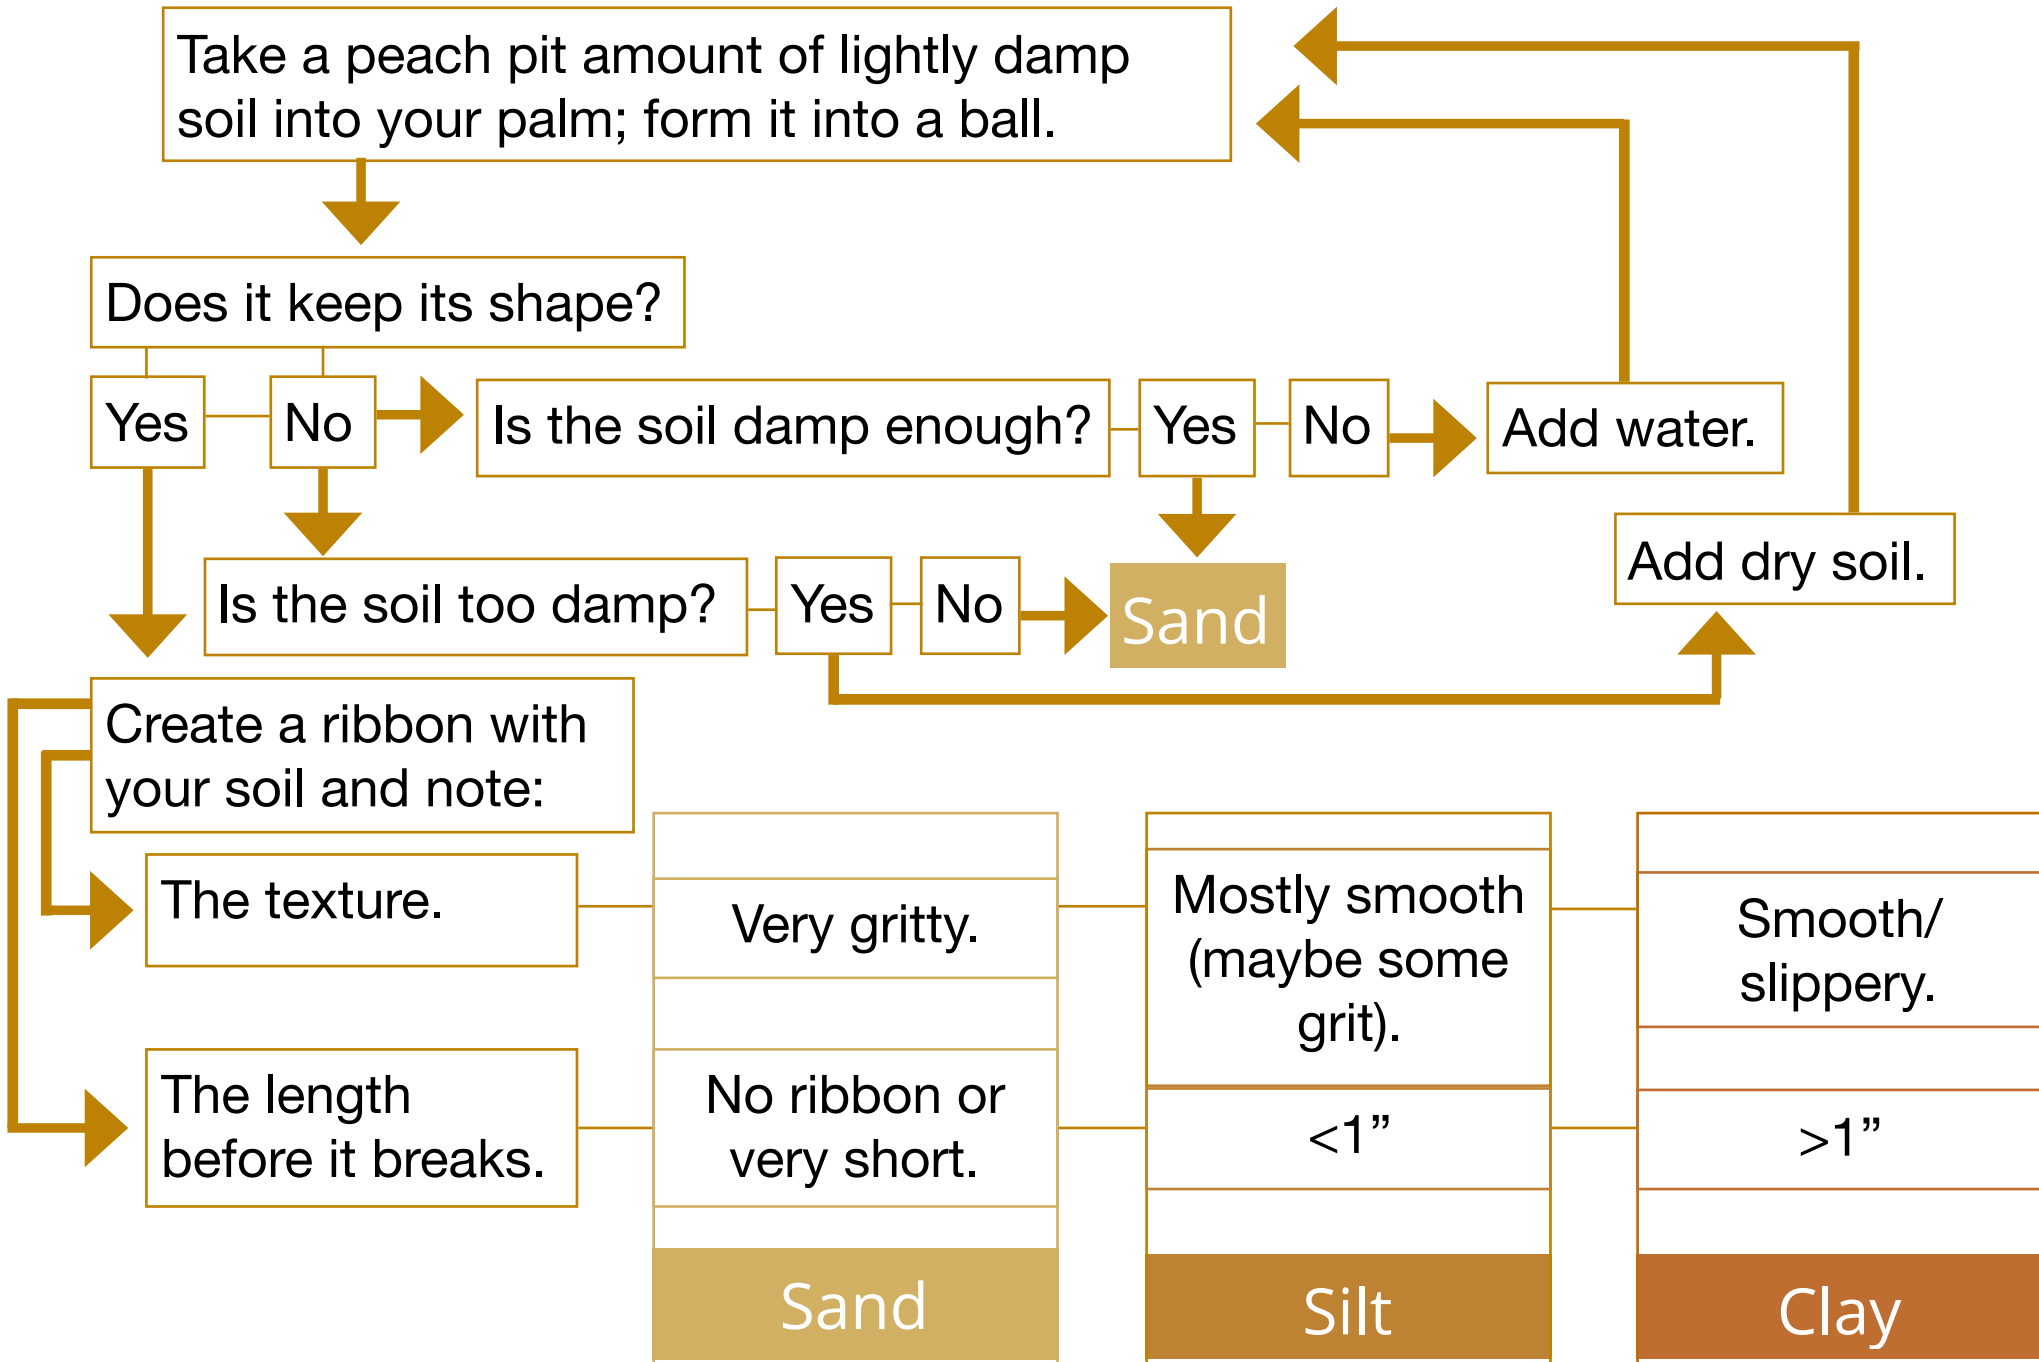 Take a peach pit amount of lightly damp
soil into your palm; form it into a ball.
Does it keep its shape?
Yes
No
Is the soil damp enough?
Yes
No
Add water.
Is the soil too damp?
Yes
No
Sand
Add dry soil.
Create a ribbon with
your soil and note:
The texture.
Very gritty.
Mostly smooth
(maybe some
grit).
Smooth/
slippery.
The length
before it breaks.
No ribbon or
very short.
<1”
>1”
Sand
Silt
Clay